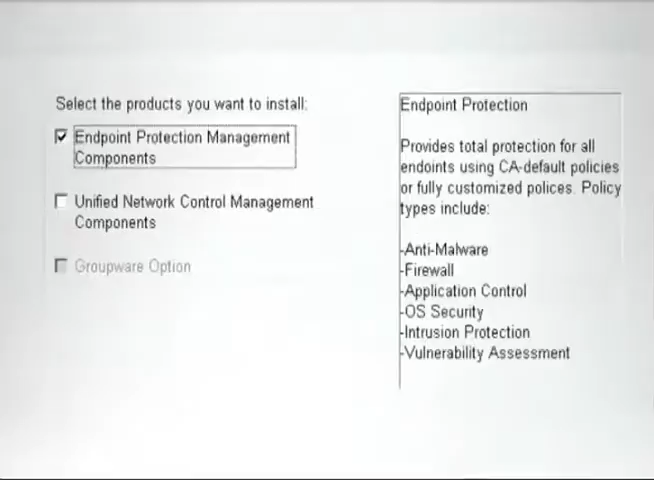 Select the products you want to install:
Endpoint Protection Management
Components
Unified Network Control Management
Components
Groupware Option
Endpoint Protection
Provides total protection for all
endoints using CA-default policies
or fully customized polices. Policy
types include:
-Anti-Malware
-Firewall
-Application Control
-OS Security
-Intrusion Protection
-Vulnerability Assessment